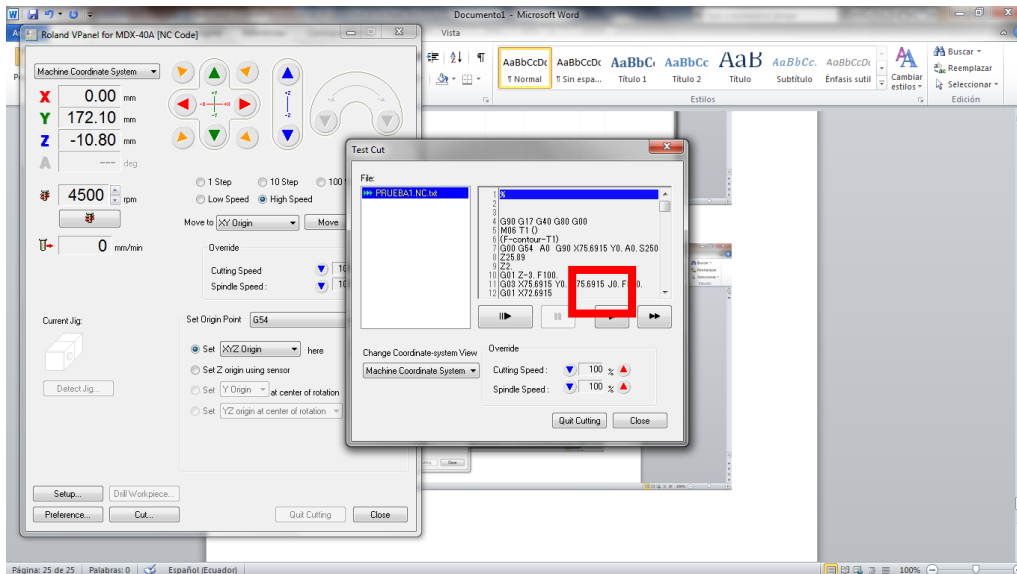 Documento1 - Microsoft Word
Roland VPanel for MDX-40A [NC Code]
Vista
Machine Coordinate System
X 0.00 mm
Y 172.10 mm
Z -10.80 mm
A --- deg
4500 rpm
0 mm/min
+Y
-X +X
-Y
+Z
-Z
1 Step 10 Step 100
Low Speed High Speed
Move to XY Origin Move
Override
Cutting Speed
Spindle Speed :
Current Jig:
Detect Jig...
Set Origin Point G54
Set XYZ Origin here
Set Z origin using sensor
Set Y Origin at center of rotation
Set YZ origin at center of rotation
Setup... Drill Workpiece...
Preference... Cut... Quit Cutting Close
AaBbCcDc AaBbCcDc AaBbC AaBbCc AaB AaBbCc. AaBbCcDc
¶ Normal ¶ Sin espa... Título 1 Título 2 Título Subtítulo Énfasis sutil
Estilos
Cambiar estilos
Buscar
Reemplazar
Seleccionar
Edición
Test Cut
File:
PRUEBA1.NC.txt
1 %
2
3
4 G90 G17 G40 G80 G00
5 M06 T1 ()
6 (F-contour-T1)
7 G00 G54 A0 G90 X75.6915 Y0. A0. S250
8 Z25.89
9 Z2.
10 G01 Z-3. F100.
11 G03 X75.6915 Y0. 75.6915 J0. F 0.
12 G01 X72.6915
Change Coordinate-system View
Machine Coordinate System
Override
Cutting Speed : 100 %
Spindle Speed : 100 %
Quit Cutting Close
Página: 25 de 25 Palabras: 0 Español (Ecuador) 100%